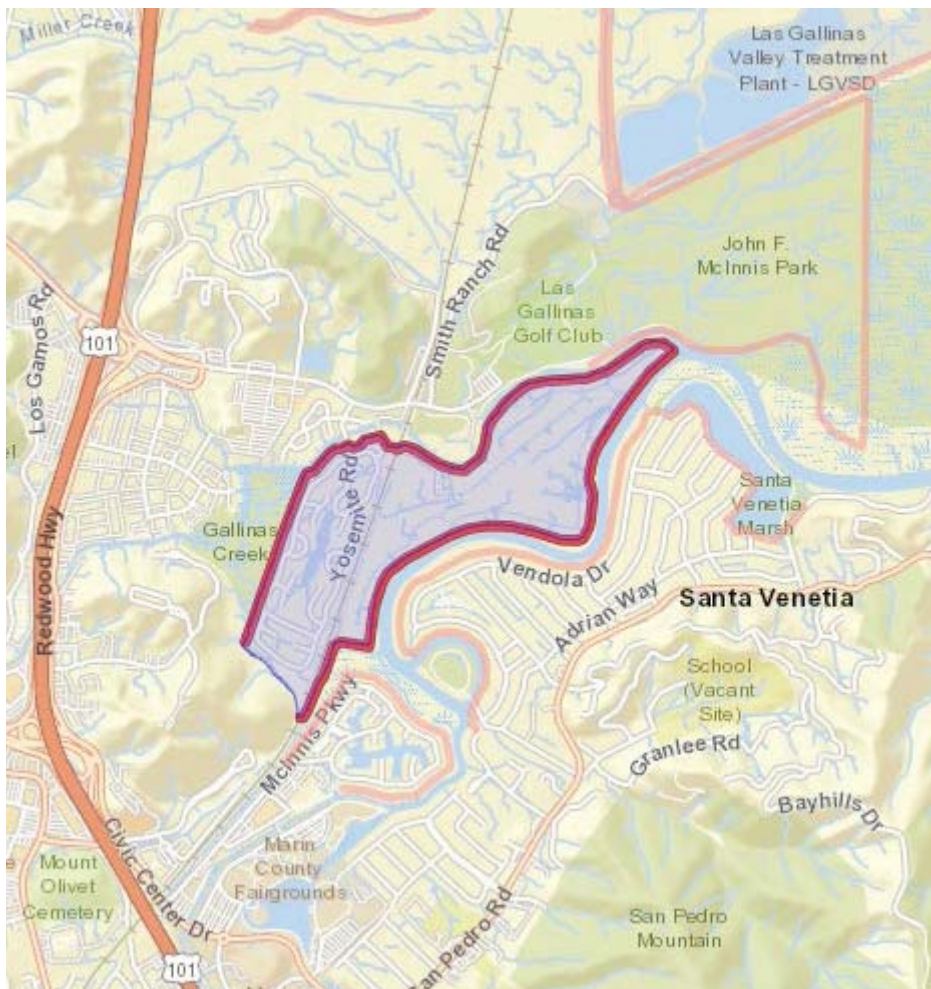 Miller Creek
Las Gallinas
Valley Treatment
Plant - LGVSD
John F.
McInnis Park
Smith Ranch Rd
Las
Gallinas
Golf Club
101
Los Gamos Rd
Redwood Hwy
Gallinas
Creek
Yosemite Rd
Santa
Venetia
Marsh
Vendola Dr
Adrian Way
Santa Venetia
School
(Vacant
Site)
McInnis Pkwy
Granlee Rd
Bayhills Dr
Civic Center Dr
Marin
County
Fairgrounds
Mount
Olivet
Cemetery
San Pedro
Mountain
San Pedro Rd
101